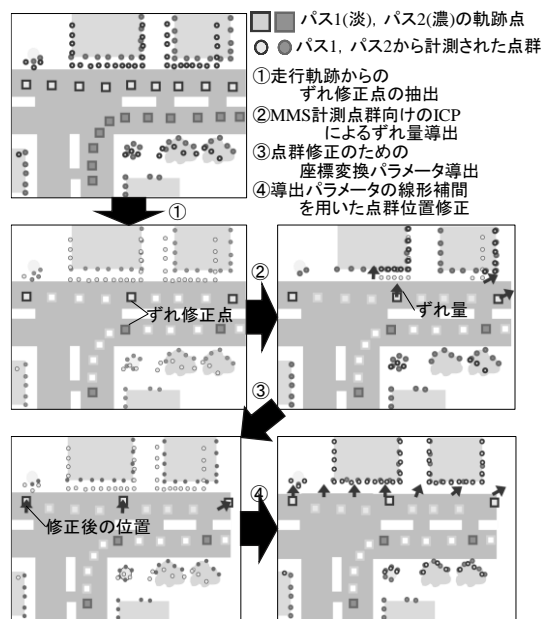 パス1(淡), パス2(濃)の軌跡点
パス1, パス2から計測された点群
①走行軌跡からの
ずれ修正点の抽出
②MMS計測点群向けのICP
によるずれ量導出
③点群修正のための
座標変換パラメータ導出
④導出パラメータの線形補間
を用いた点群位置修正
①
②
ずれ修正点
ずれ量
③
④
修正後の位置